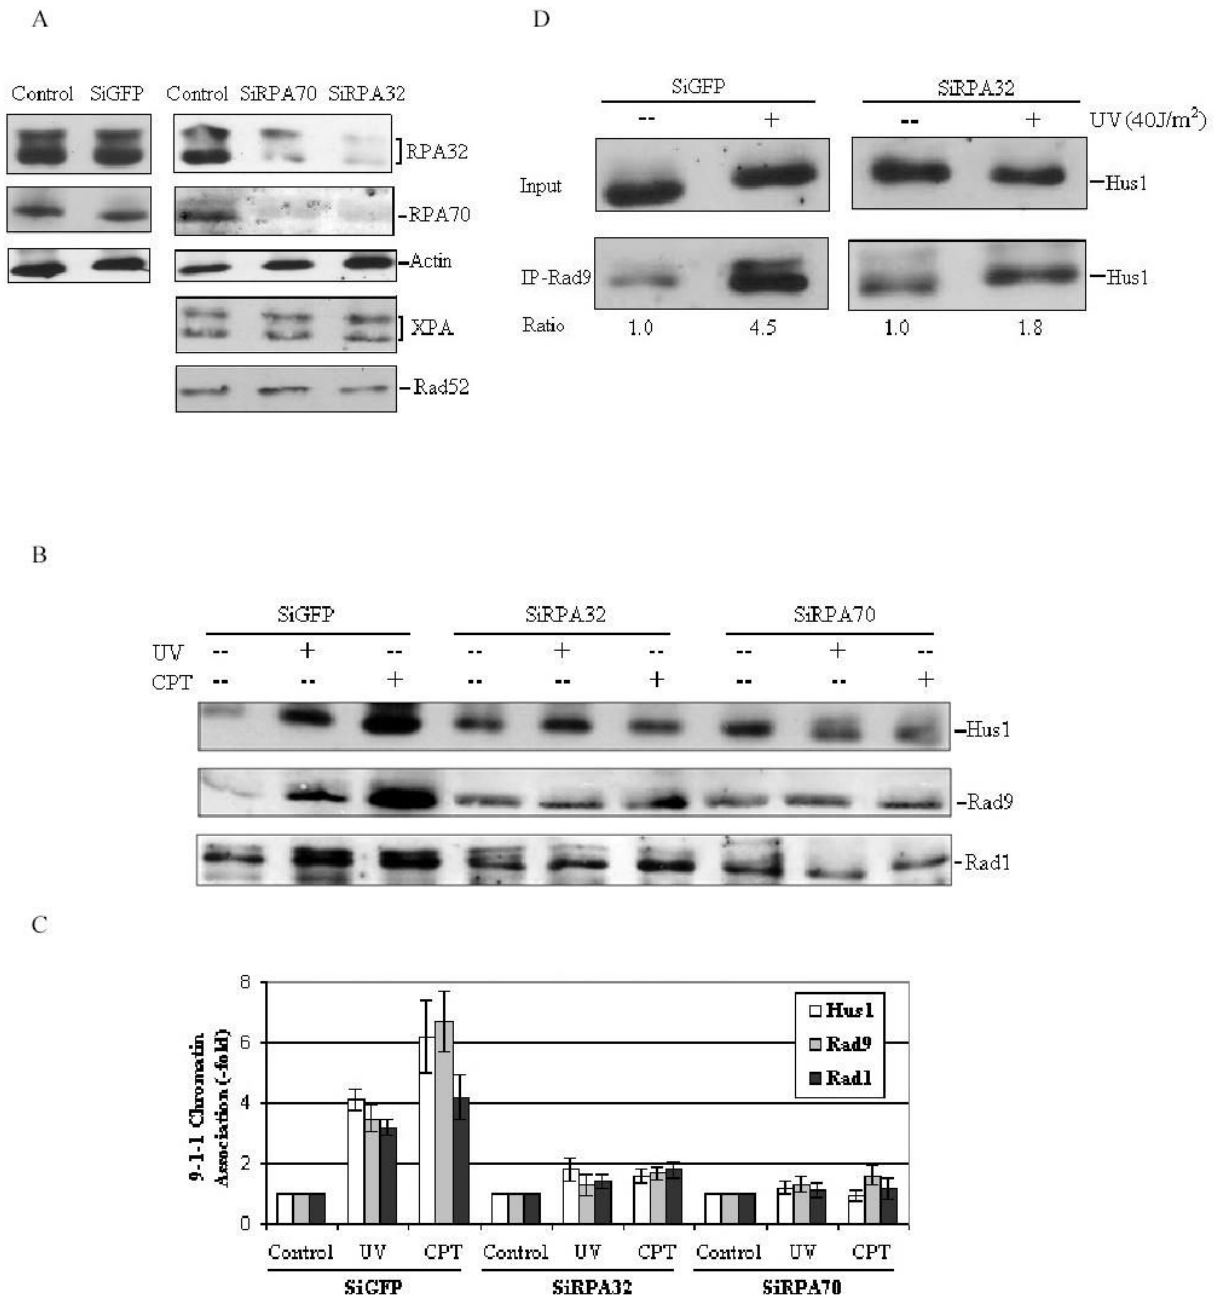 A
Control SiGFP Control SiRPA70 SiRPA32
RPA32
-RPA70
-Actin
XPA
-Rad52
D
SiGFP SiRPA32
-- + -- + UV (40J/m²)
Input -Hus1
IP-Rad9 -Hus1
Ratio 1.0 4.5 1.0 1.8
B
SiGFP SiRPA32 SiRPA70
UV -- + -- -- + -- -- + --
CPT -- -- + -- -- + -- -- +
-Hus1
-Rad9
-Rad1
C
9-1-1 Chromatin
Association (-fold)
8
6
4
2
0
Hus1
Rad9
Rad1
Control UV CPT Control UV CPT Control UV CPT
SiGFP SiRPA32 SiRPA70